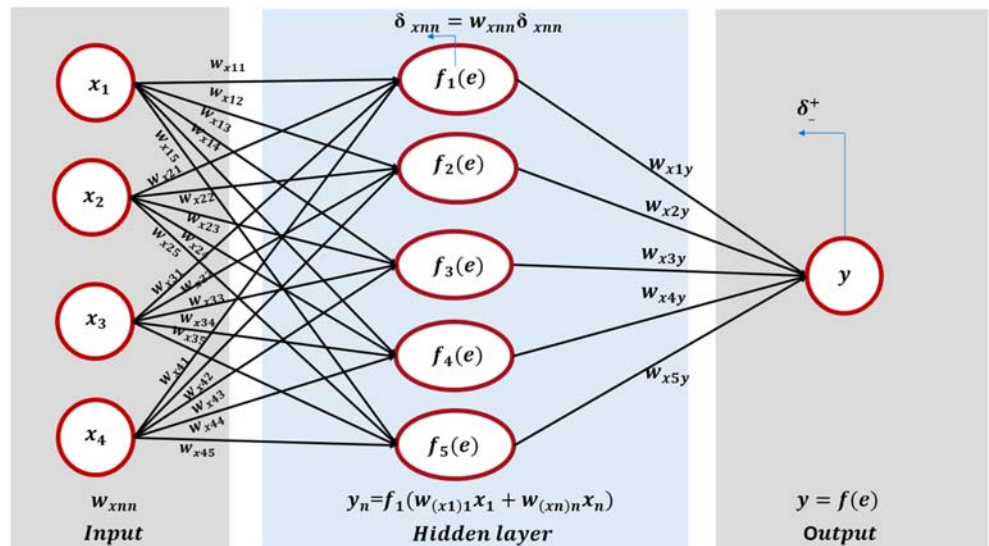 δ xnn = w xnn δ xnn
x1
x2
x3
x4
wx11
wx12
wx13
wx14
wx15
wx21
wx22
wx23
wx24
wx25
wx31
wx33
wx34
wx35
wx41
wx42
wx43
wx44
wx45
f1(e)
f2(e)
f3(e)
f4(e)
f5(e)
wx1y
wx2y
wx3y
wx4y
wx5y
δ-+
y
wxnn
Input
yn=f1(w(x1)1x1 + w(xn)nxn)
Hidden layer
y = f(e)
Output